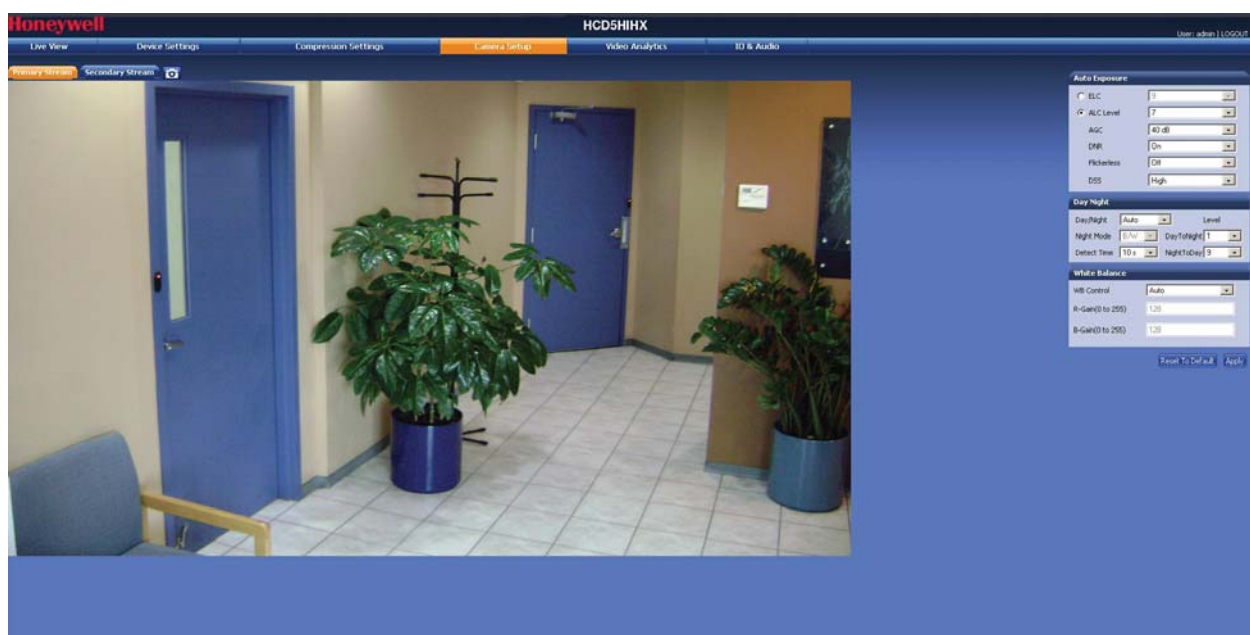 Honeywell
HCD5HIHX
User: admin | LOGOUT
Live View Device Settings Compression Settings Camera Setup Video Analytics IO & Audio
Primary Stream Secondary Stream
Auto Exposure
ELC 9
ALC Level 7
AGC 40 dB
DNR On
Flickerless Off
DSS High
Day Night
Day/Night Auto Level
Night Mode B/W DayToNight 1
Detect Time 10 s NightToDay 9
White Balance
WB Control Auto
R-Gain(0 to 255) 128
B-Gain(0 to 255) 128
Reset To Default Apply